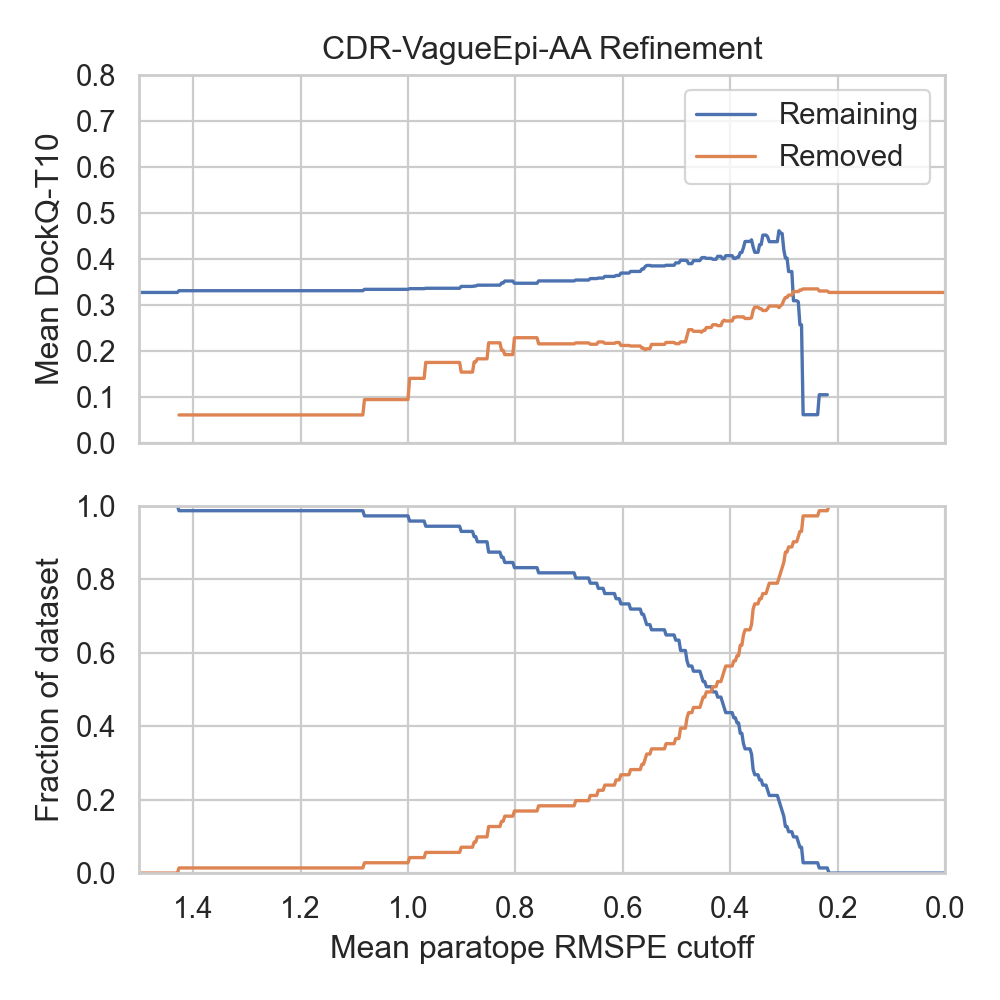 CDR-VagueEpi-AA Refinement
0.8
0.7
0.6
0.5
0.4
0.3
0.2
0.1
0.0
Mean DockQ-T10
Remaining
Removed
1.0
0.8
0.6
0.4
0.2
0.0
Fraction of dataset
1.4 1.2 1.0 0.8 0.6 0.4 0.2 0.0
Mean paratope RMSPE cutoff